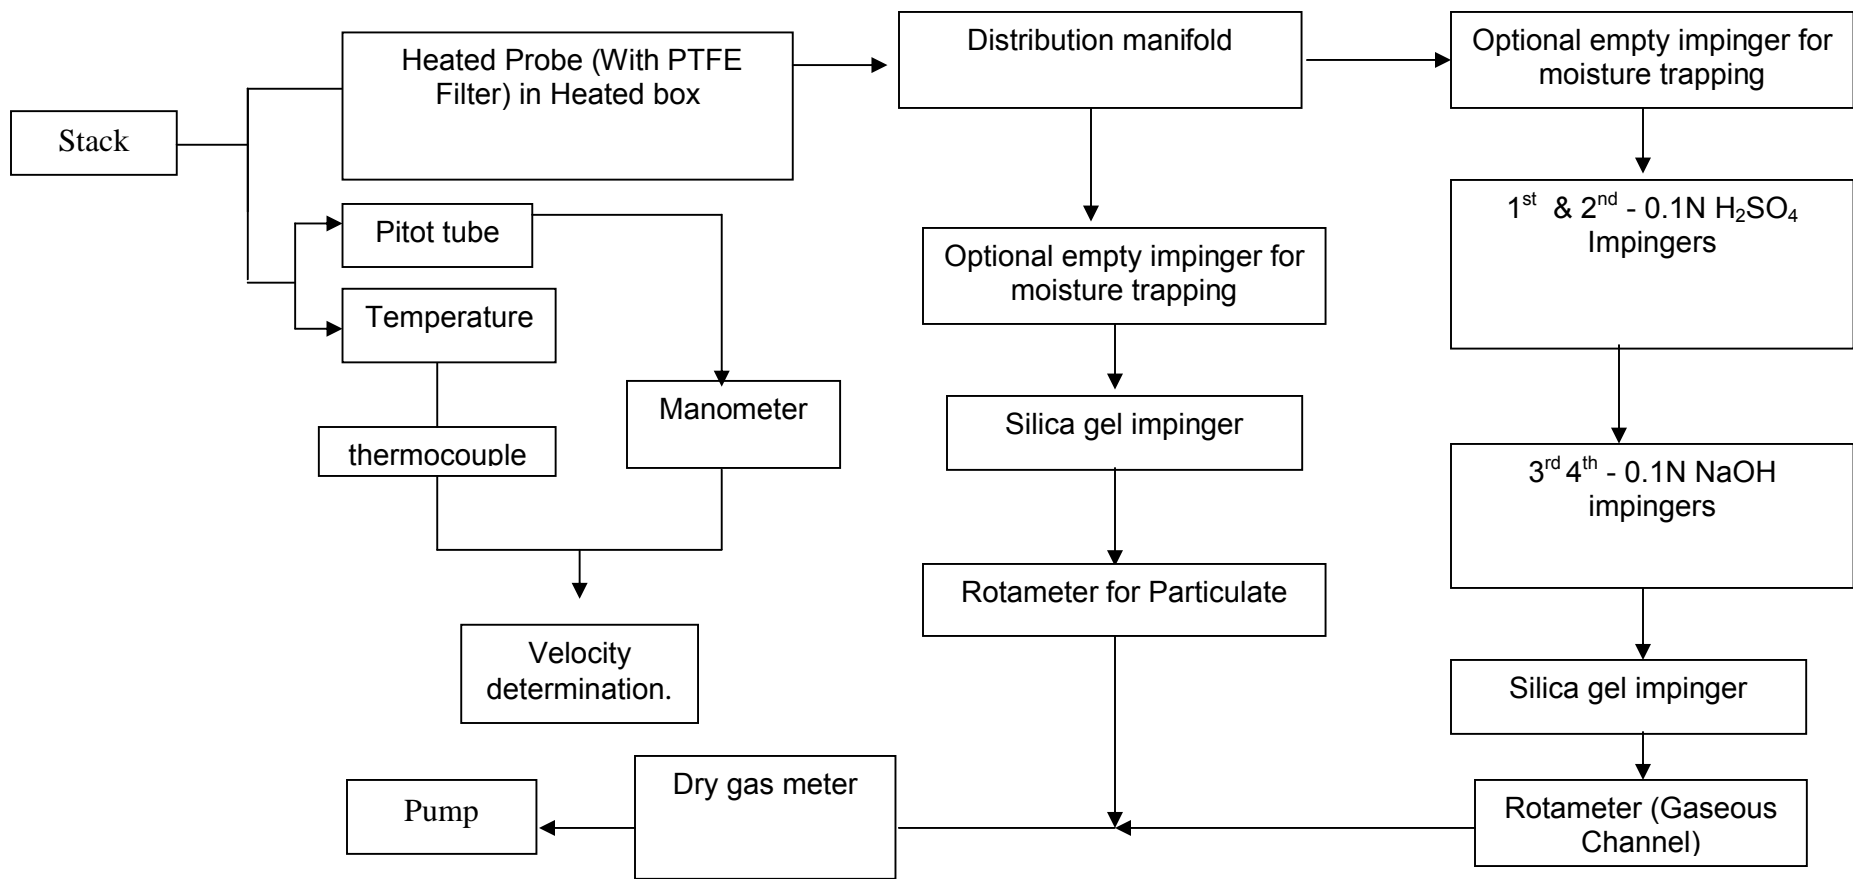 Stack
Heated Probe (With PTFE
Filter) in Heated box
Pitot tube
Temperature
thermocouple
Manometer
Velocity
determination.
Distribution manifold
Optional empty impinger for
moisture trapping
Silica gel impinger
Rotameter for Particulate
Optional empty impinger for
moisture trapping
1st & 2nd - 0.1N H2SO4
Impingers
3rd 4th - 0.1N NaOH
impingers
Silica gel impinger
Rotameter (Gaseous
Channel)
Dry gas meter
Pump